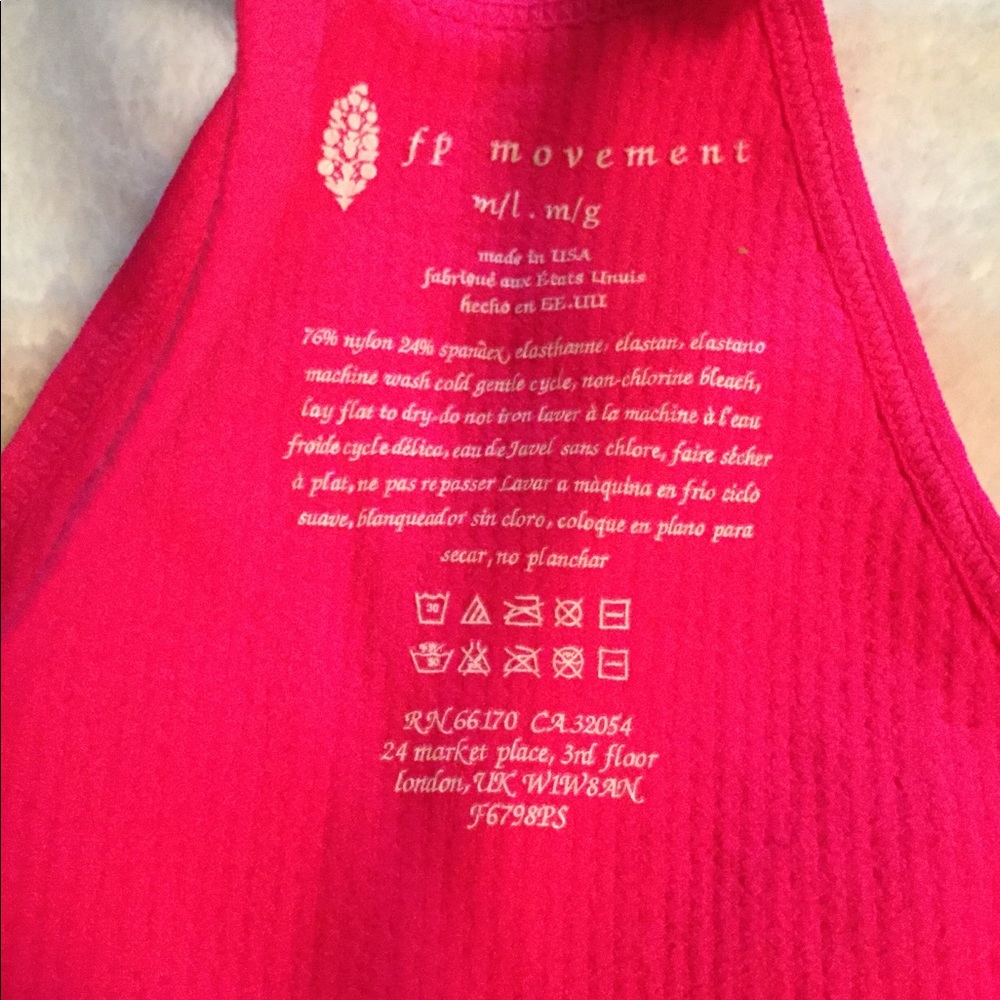 fp movement
m/l . m/g
made in USA
fabriqué aux États Unuis
hecho en EE.UU
76% nylon 24% spandex, elasthanne, elastan, elastano
machine wash cold gentle cycle, non-chlorine bleach,
lay flat to dry.do not iron laver à la machine à l'eau
froide cycle délica, eau de Javel sans chlore, faire sécher
à plat, ne pas repasser Lavar a màquina en frío ciclo
suave, blanqueador sin cloro, coloque en plano para
secar, no planchar
30
30
RN.66170 CA.32054
24 market place, 3rd floor
london, UK W1W8AN
F6798PS